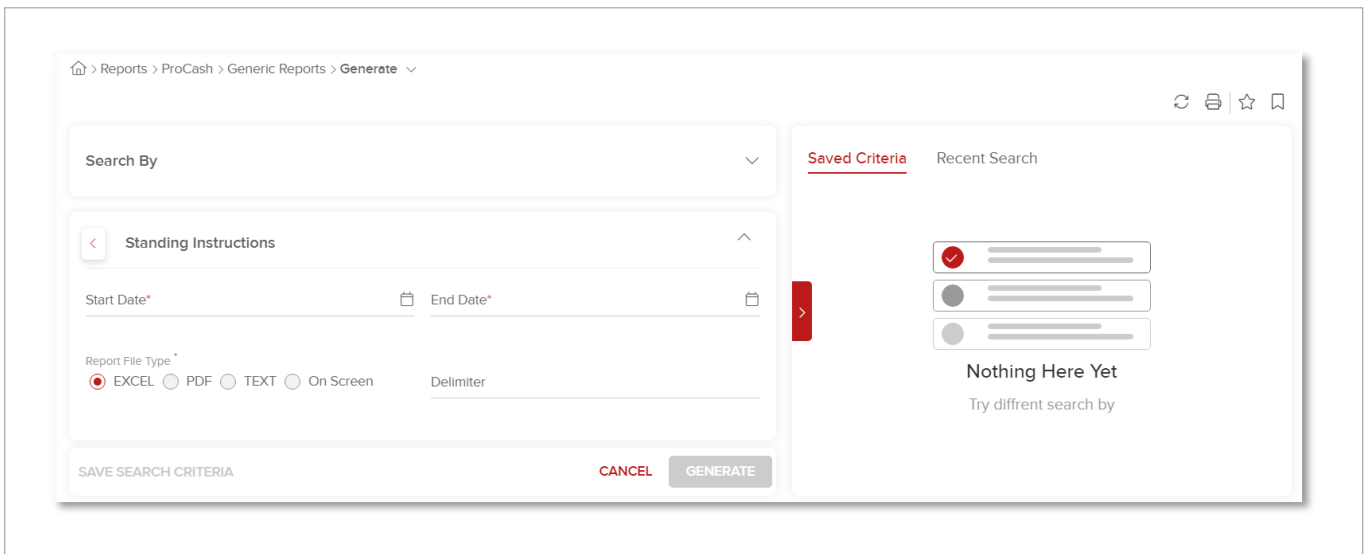 > Reports > ProCash > Generic Reports > Generate
Search By
Standing Instructions
Start Date*
End Date*
Report File Type *
EXCEL PDF TEXT On Screen
Delimiter
SAVE SEARCH CRITERIA
CANCEL
GENERATE
Saved Criteria
Recent Search
Nothing Here Yet
Try diffrent search by